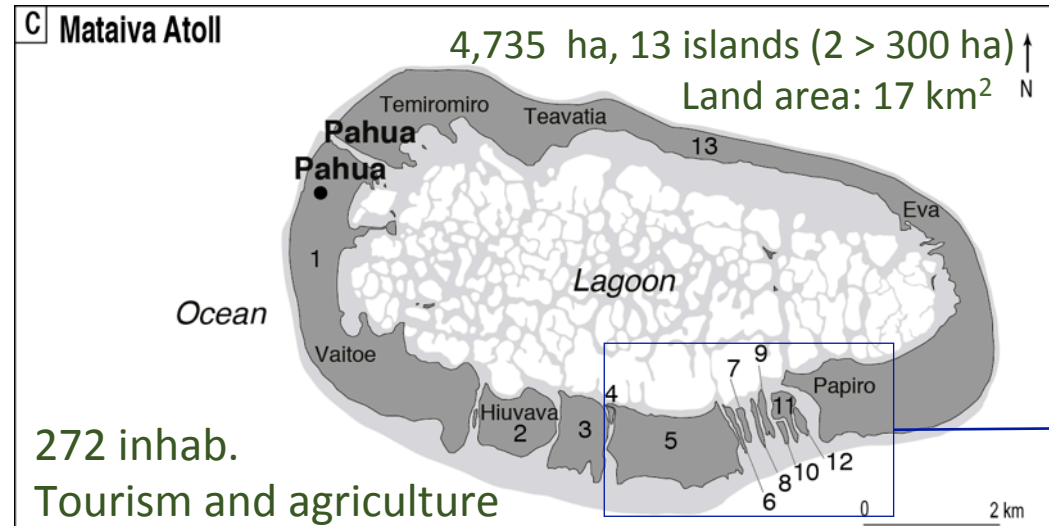 C Mataiva Atoll
4,735 ha, 13 islands (2 > 300 ha)
Land area: 17 km²
N
Temiromiro
Teavatia
Pahua
13
Pahua
Eva
1
Lagoon
Ocean
Vaitoe
9
7
Papiro
4
11
Hiuvava
2
3
5
272 inhab.
12
10
8
6
Tourism and agriculture
0 2 km